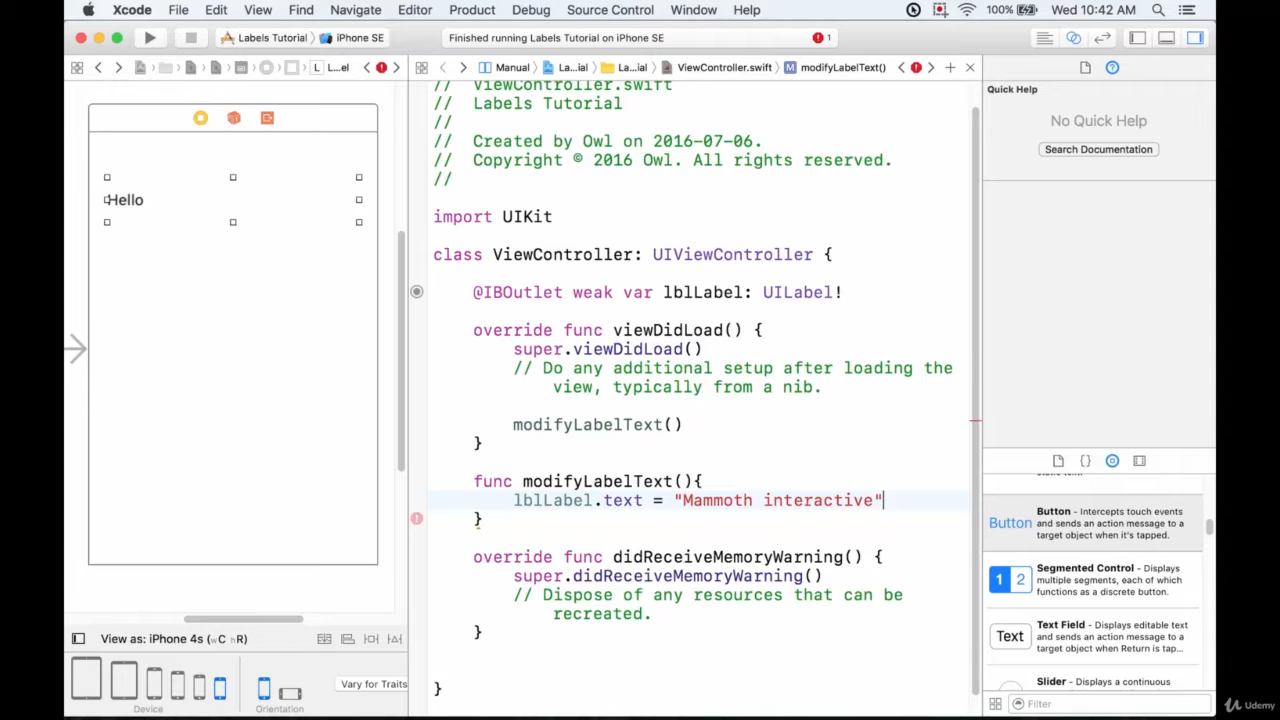 Xcode File Edit View Find Navigate Editor Product Debug Source Control Window Help 100% Wed 10:42 AM
Labels Tutorial iPhone SE Finished running Labels Tutorial on iPhone SE 1
L...el Manual La...ial La...ial ViewController.swift M modifyLabelText()
Hello
// ViewController.swift
// Labels Tutorial
//
// Created by Owl on 2016-07-06.
// Copyright © 2016 Owl. All rights reserved.
//
import UIKit
class ViewController: UIViewController {
@IBOutlet weak var lblLabel: UILabel!
override func viewDidLoad() {
super.viewDidLoad()
// Do any additional setup after loading the
view, typically from a nib.
modifyLabelText()
}
func modifyLabelText(){
lblLabel.text = "Mammoth interactive"
}
override func didReceiveMemoryWarning() {
super.didReceiveMemoryWarning()
// Dispose of any resources that can be
recreated.
}
}
View as: iPhone 4s (wC hR)
Vary for Traits
Device
Orientation
Quick Help
No Quick Help
Search Documentation
{}
Button Button - Intercepts touch events
and sends an action message to a
target object when it's tapped.
1 2 Segmented Control - Displays
multiple segments, each of which
functions as a discrete button.
Text Text Field - Displays editable text
and sends an action message to a
target object when Return is tap...
Slider - Displays a continuous
Filter
Udemy